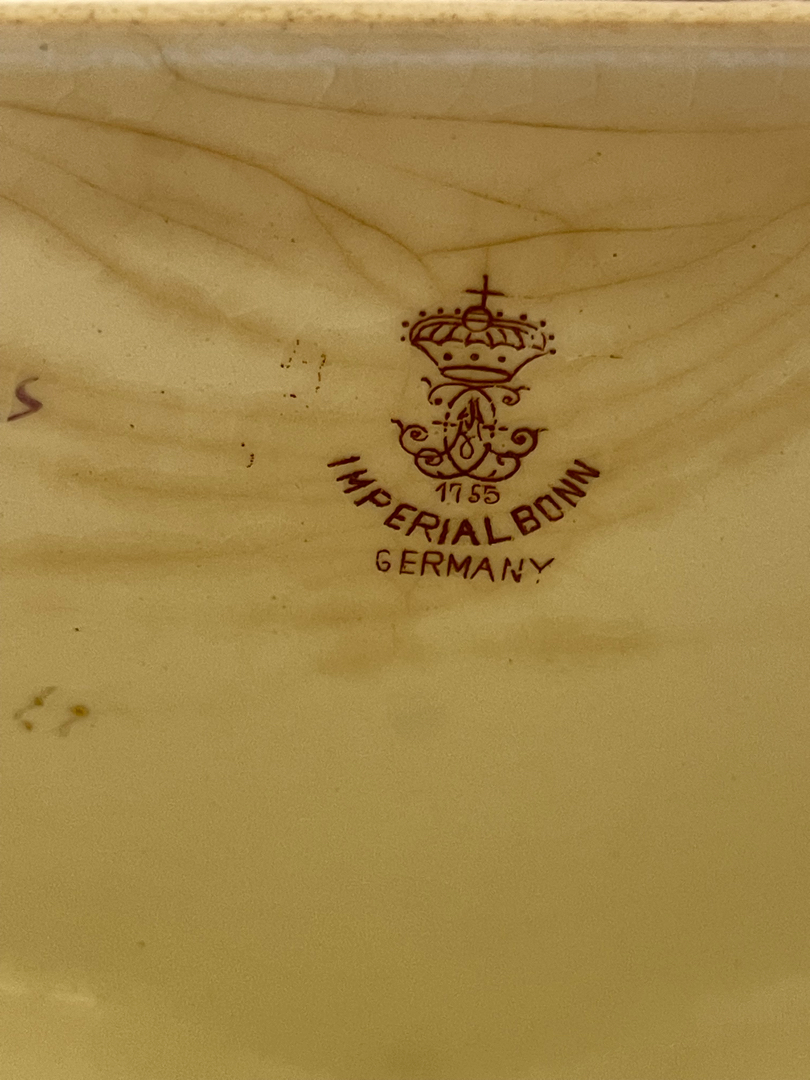 S
1755
IMPERIAL BONN
GERMANY